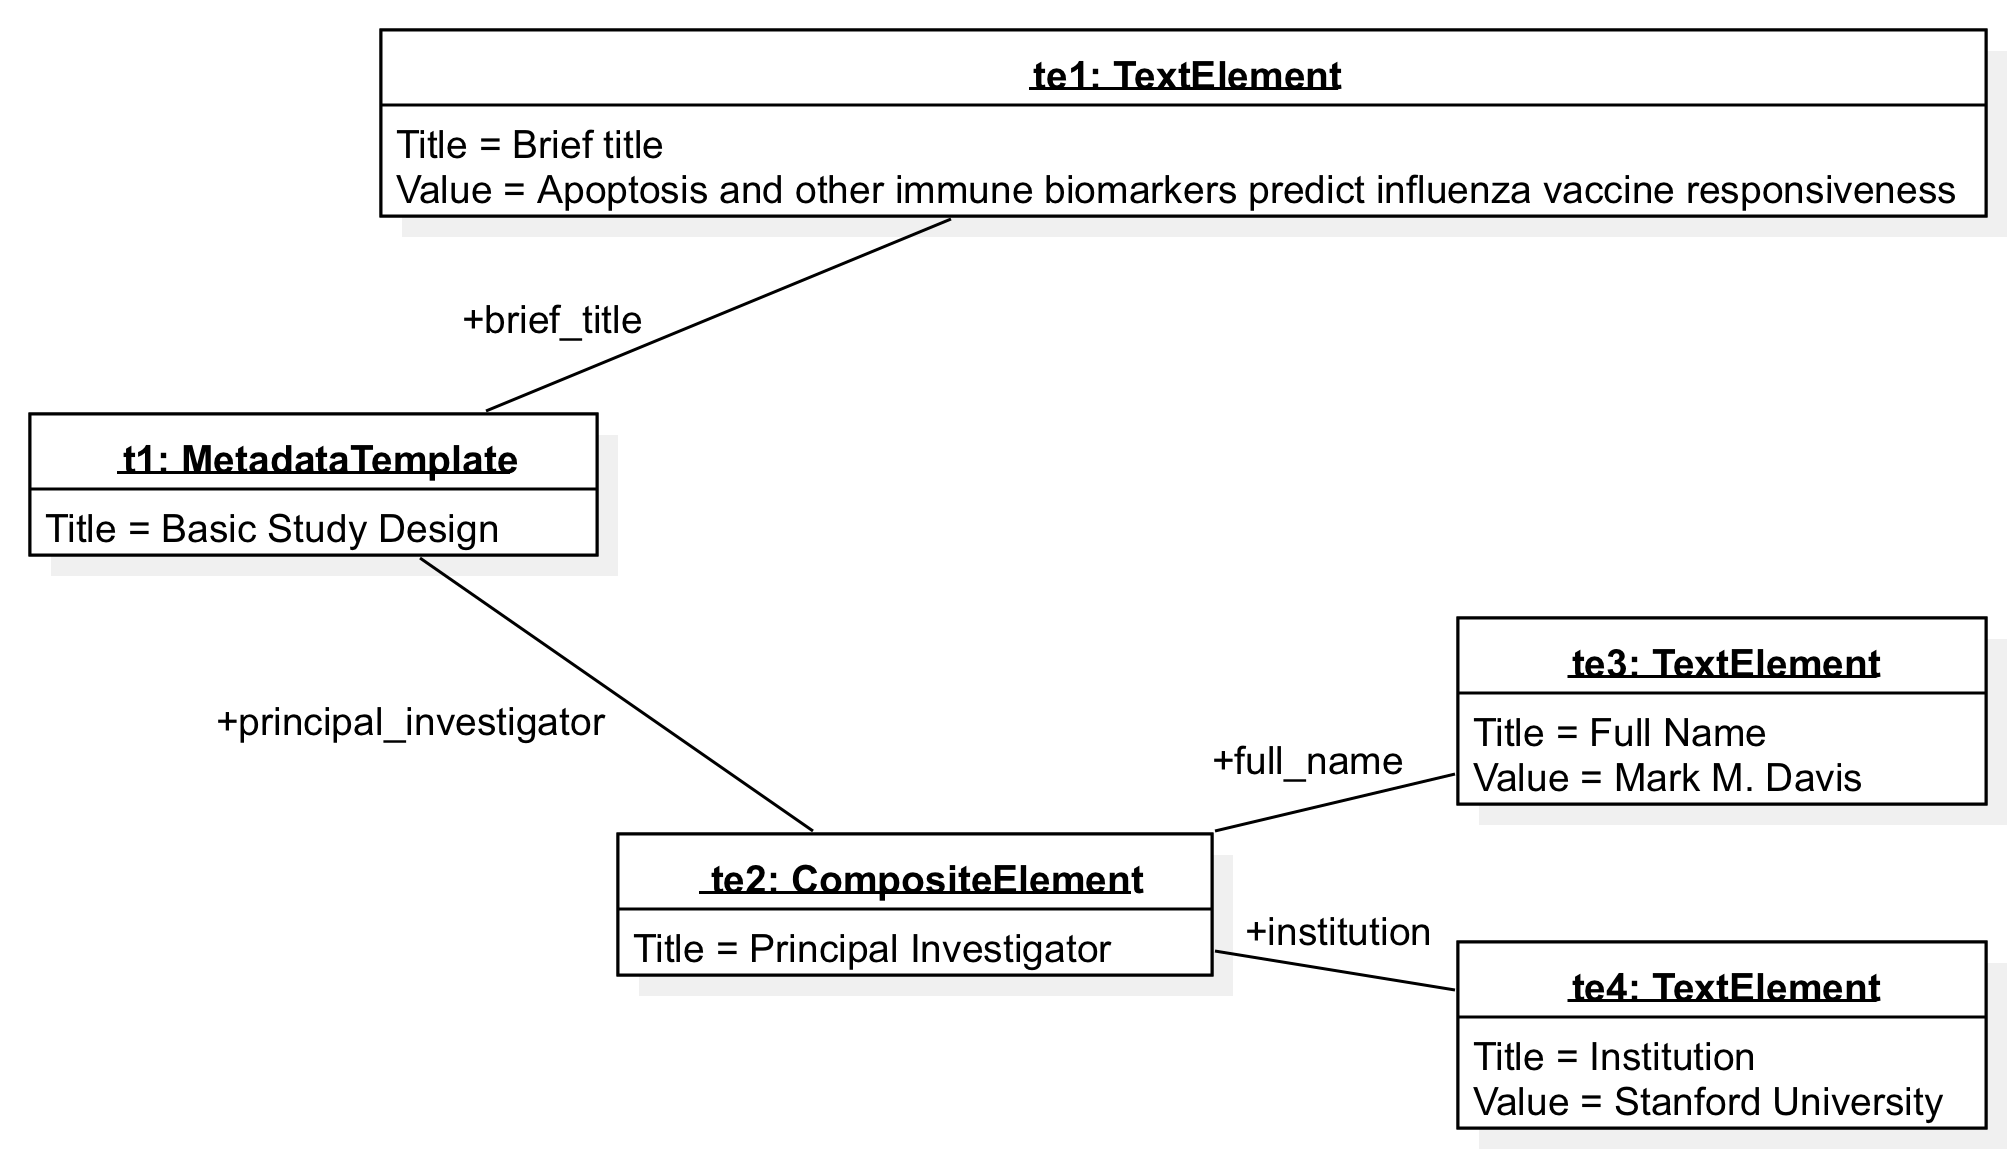 te1: TextElement
Title = Brief title
Value = Apoptosis and other immune biomarkers predict influenza vaccine responsiveness
+brief_title
t1: MetadataTemplate
Title = Basic Study Design
+principal_investigator
te2: CompositeElement
Title = Principal Investigator
+full_name
te3: TextElement
Title = Full Name
Value = Mark M. Davis
+institution
te4: TextElement
Title = Institution
Value = Stanford University